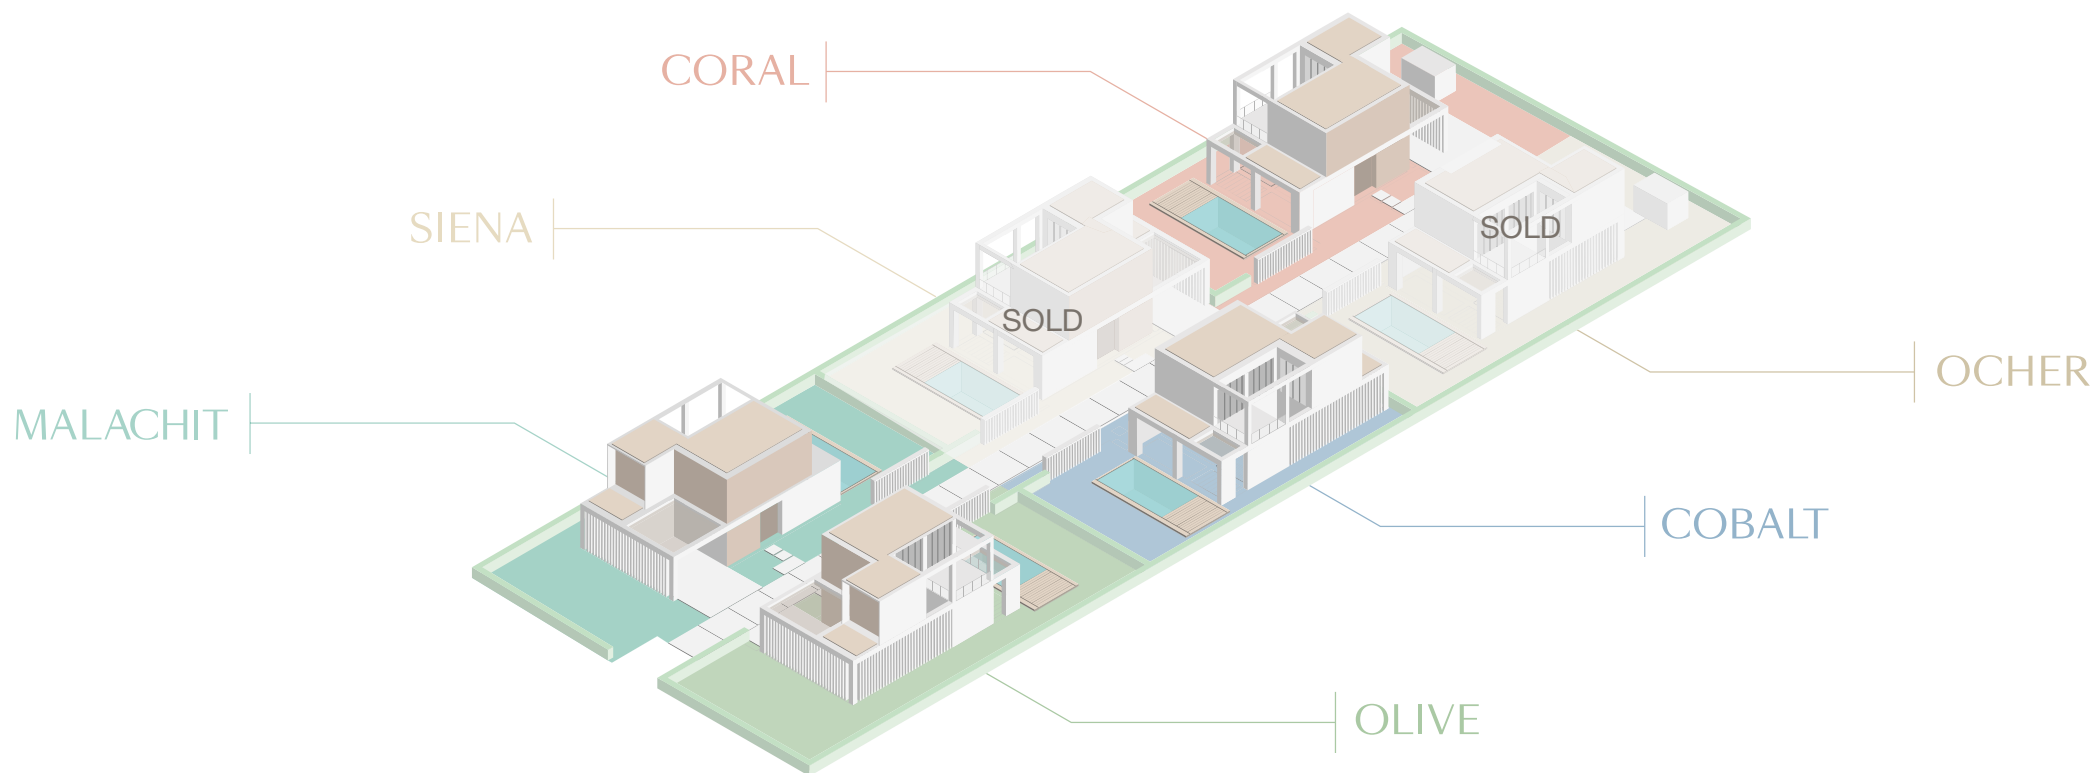 CORAL
SIENA
SOLD
SOLD
OCHER
MALACHIT
COBALT
OLIVE